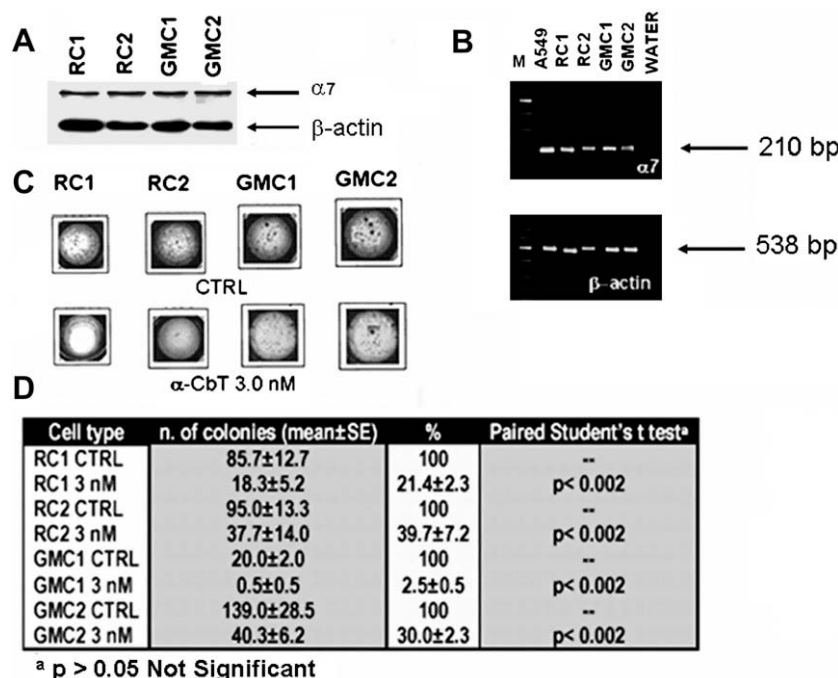 A
RC1 RC2 GMC1 GMC2
α7
β-actin
B
M A549 RC1 RC2 GMC1 GMC2 WATER
210 bp
α7
538 bp
β-actin
C
RC1 RC2 GMC1 GMC2
CTRL
α-CbT 3.0 nM
D
Cell type n. of colonies (mean±SE) % Paired Student's t testᵃ
RC1 CTRL 85.7±12.7 100 --
RC1 3 nM 18.3±5.2 21.4±2.3 p< 0.002
RC2 CTRL 95.0±13.3 100 --
RC2 3 nM 37.7±14.0 39.7±7.2 p< 0.002
GMC1 CTRL 20.0±2.0 100 --
GMC1 3 nM 0.5±0.5 2.5±0.5 p< 0.002
GMC2 CTRL 139.0±28.5 100 --
GMC2 3 nM 40.3±6.2 30.0±2.3 p< 0.002
ᵃ p > 0.05 Not Significant